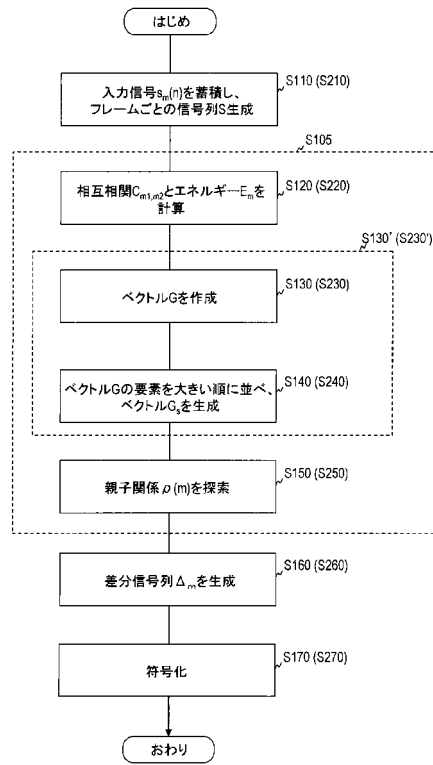 はじめ
入力信号sm(n)を蓄積し、
フレームごとの信号列S生成
S110 (S210)
S105
相互相関Cm1,m2とエネルギーEmを
計算
S120 (S220)
S130' (S230')
ベクトルGを作成
S130 (S230)
ベクトルGの要素を大きい順に並べ、
ベクトルGsを生成
S140 (S240)
親子関係ρ(m)を探索
S150 (S250)
差分信号列Δmを生成
S160 (S260)
符号化
S170 (S270)
おわり